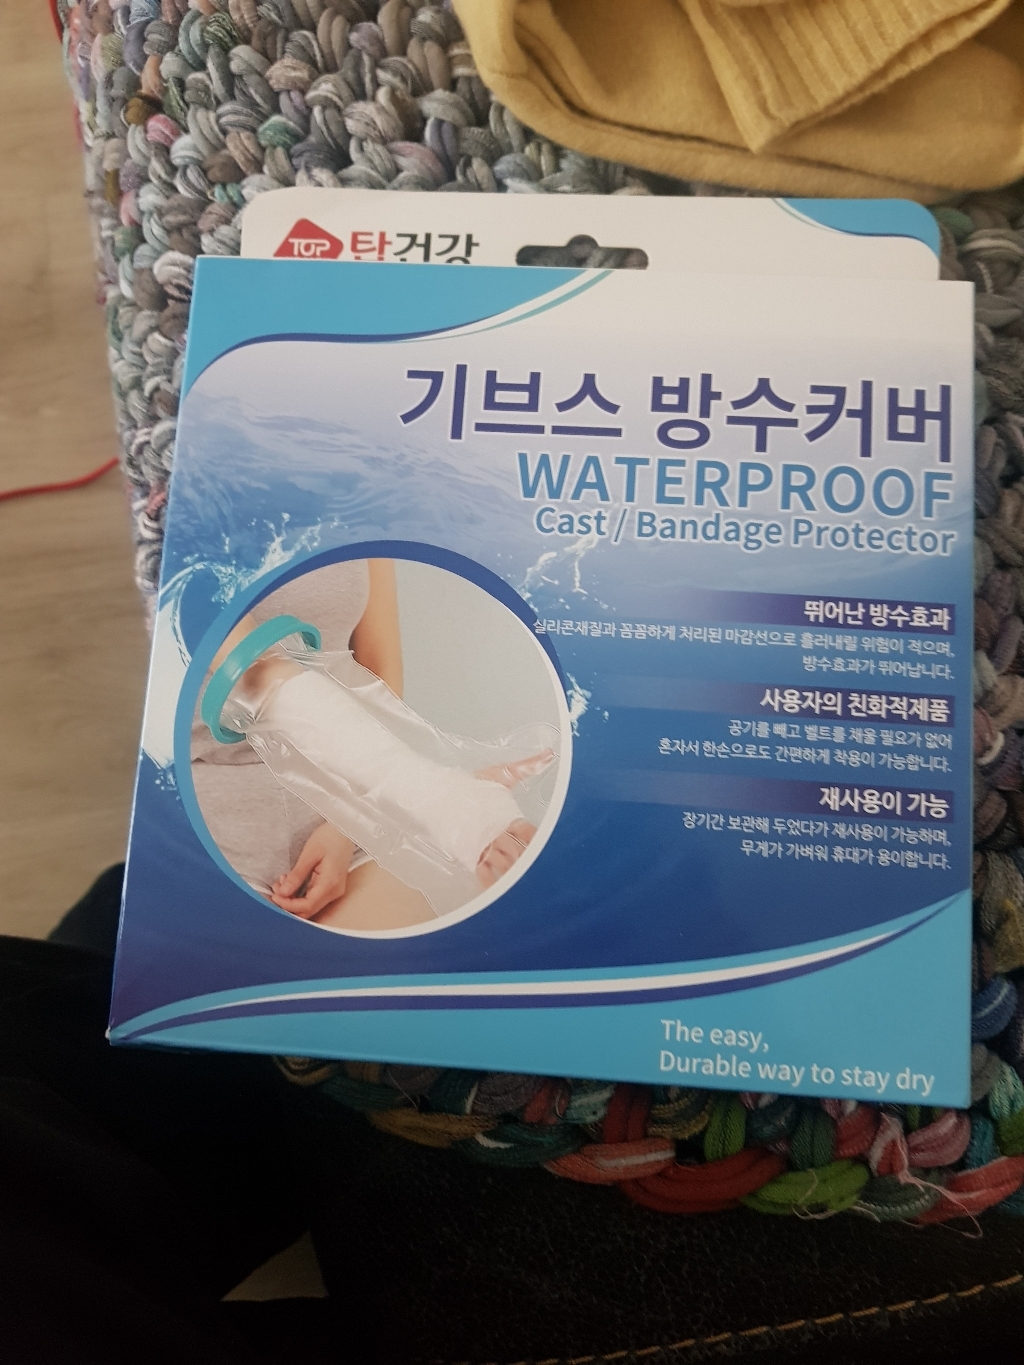 TOP 탑건강
기브스 방수커버
WATERPROOF
Cast / Bandage Protector
뛰어난 방수효과
실리콘재질과 꼼꼼하게 처리된 마감선으로 흘러내릴 위험이 적으며,
방수효과가 뛰어납니다.
사용자의 친화적제품
공기를 빼고 벨트를 채울 필요가 없어
혼자서 한손으로도 간편하게 착용이 가능합니다.
재사용이 가능
장기간 보관해 두었다가 재사용이 가능하며,
무게가 가벼워 휴대가 용이합니다.
The easy,
Durable way to stay dry